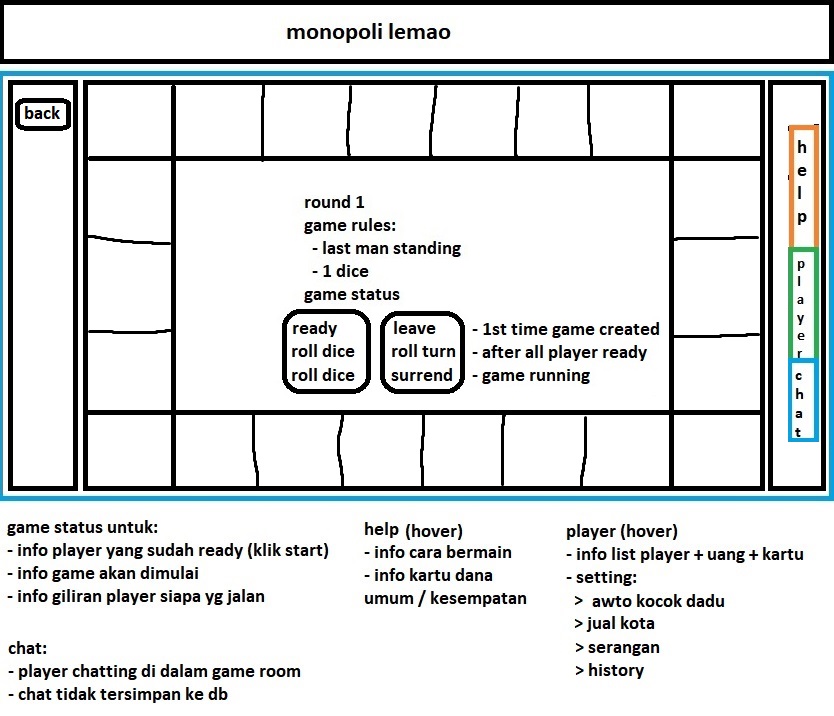 monopoli lemao
back
round 1
game rules:
- last man standing
- 1 dice
game status
ready leave - 1st time game created
roll dice roll turn - after all player ready
roll dice surrend - game running
help
player
chat
game status untuk:
- info player yang sudah ready (klik start)
- info game akan dimulai
- info giliran player siapa yg jalan
chat:
- player chatting di dalam game room
- chat tidak tersimpan ke db
help (hover)
- info cara bermain
- info kartu dana
umum / kesempatan
player (hover)
- info list player + uang + kartu
- setting:
> awto kocok dadu
> jual kota
> serangan
> history